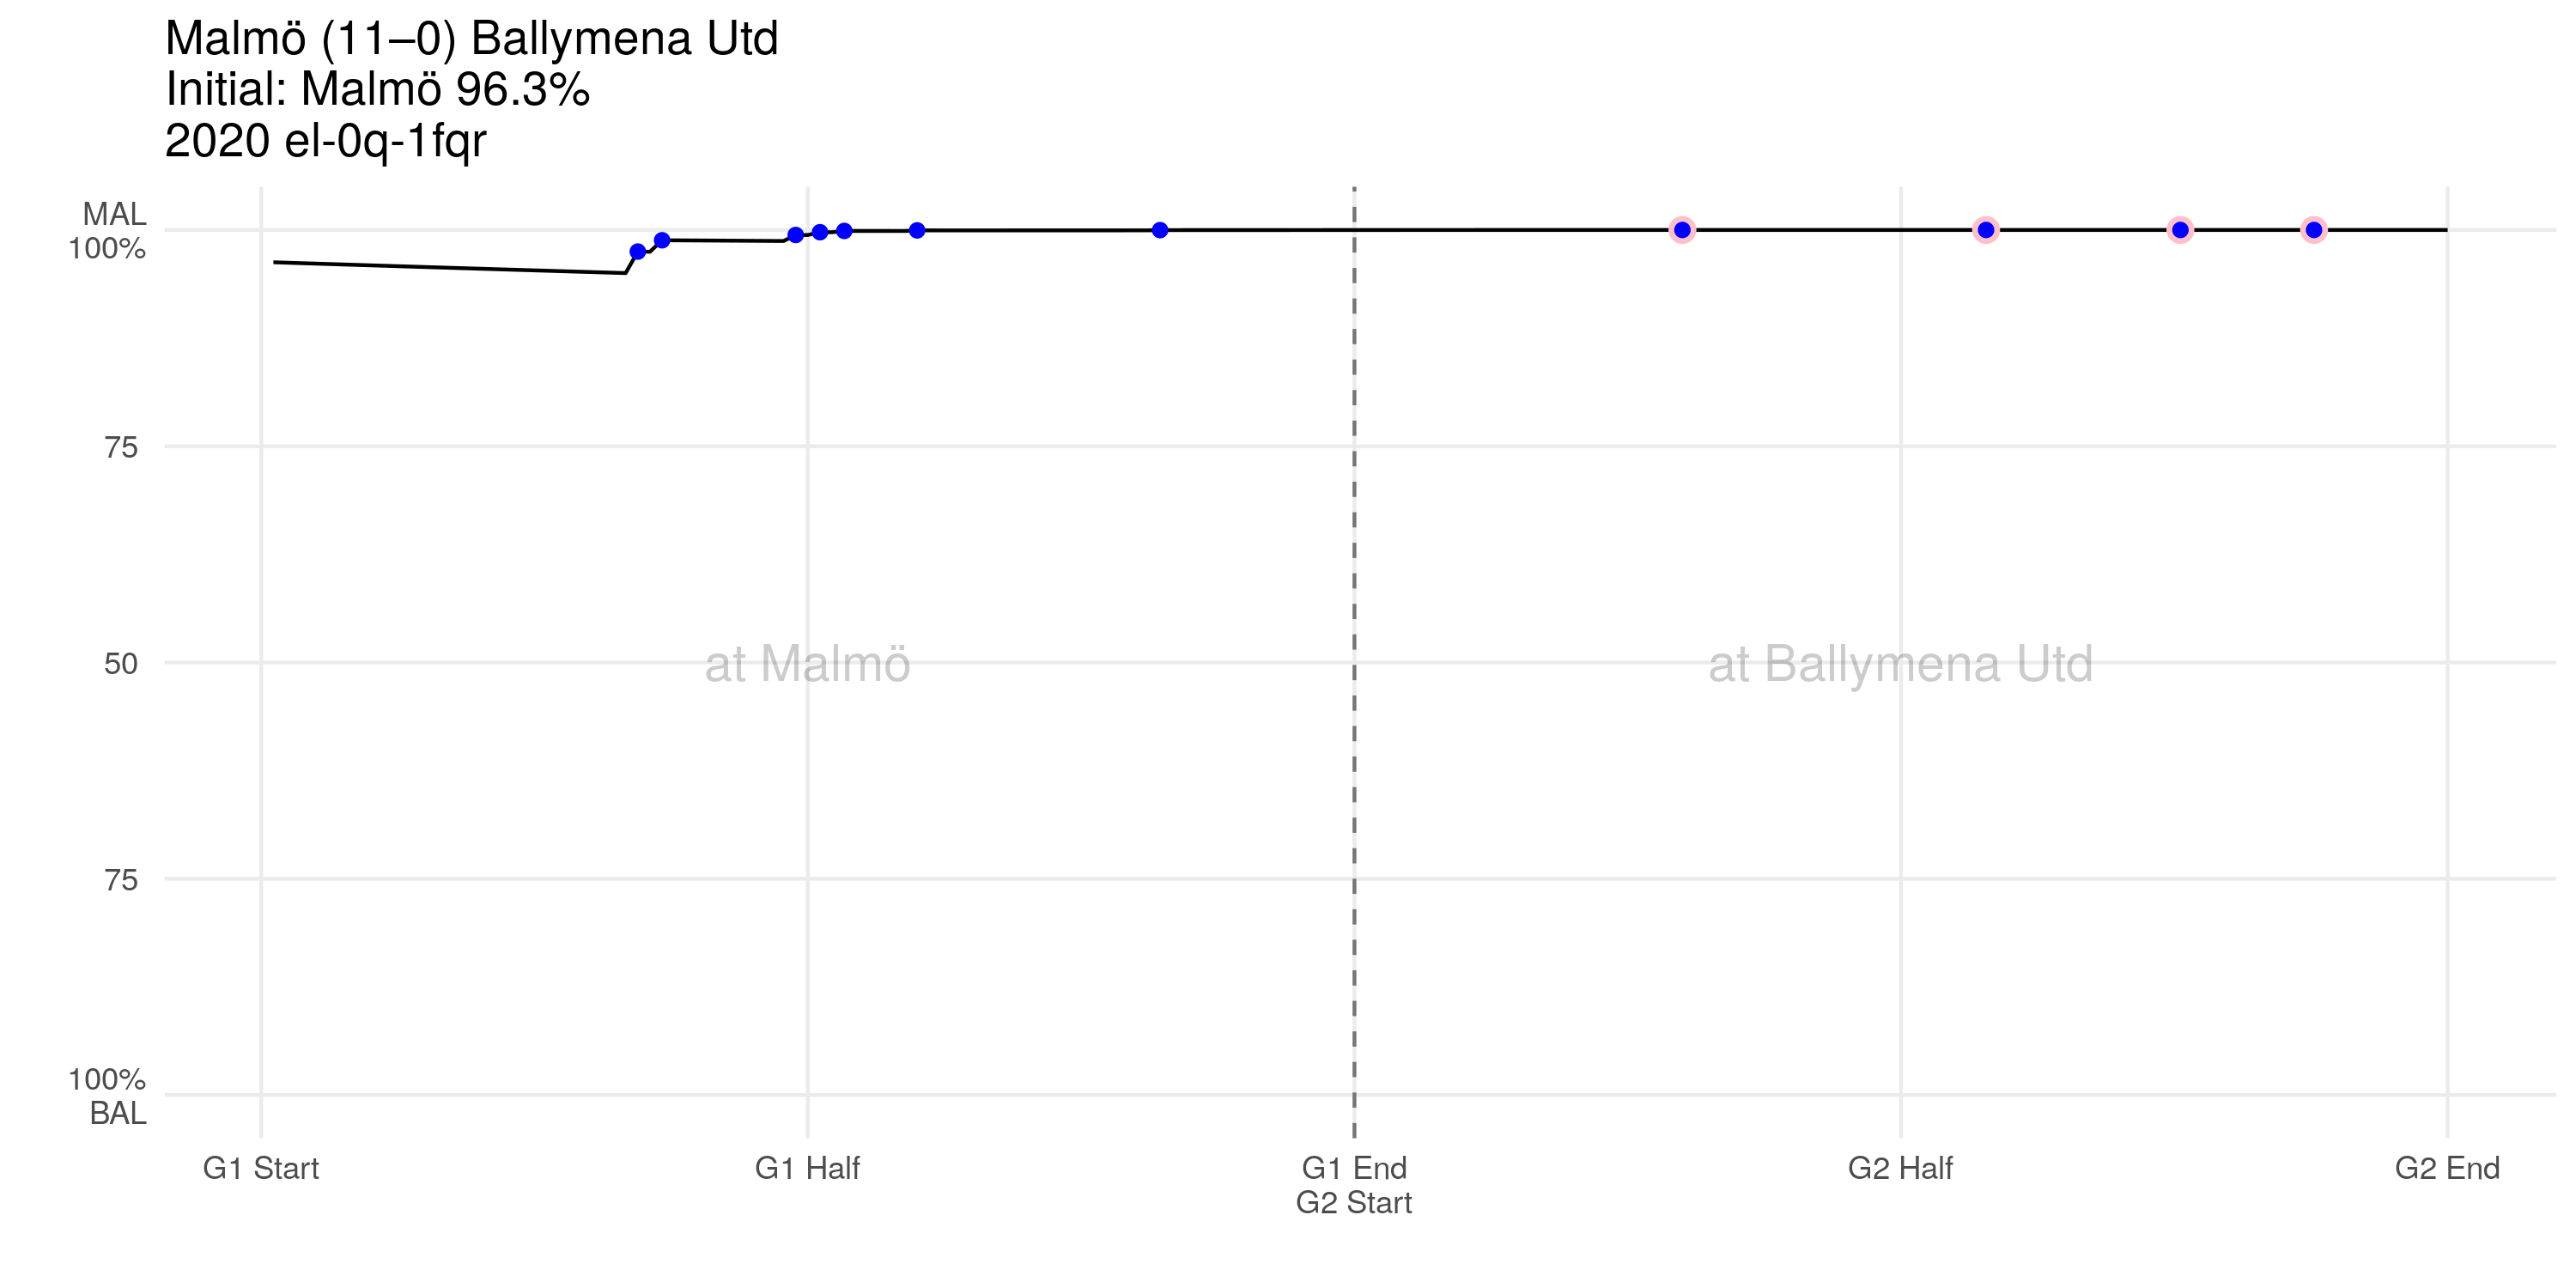 Malmö (11–0) Ballymena Utd
Initial: Malmö 96.3%
2020 el-0q-1fqr
MAL
100%
75
50
75
100%
BAL
at Malmö
at Ballymena Utd
G1 Start
G1 Half
G1 End
G2 Start
G2 Half
G2 End